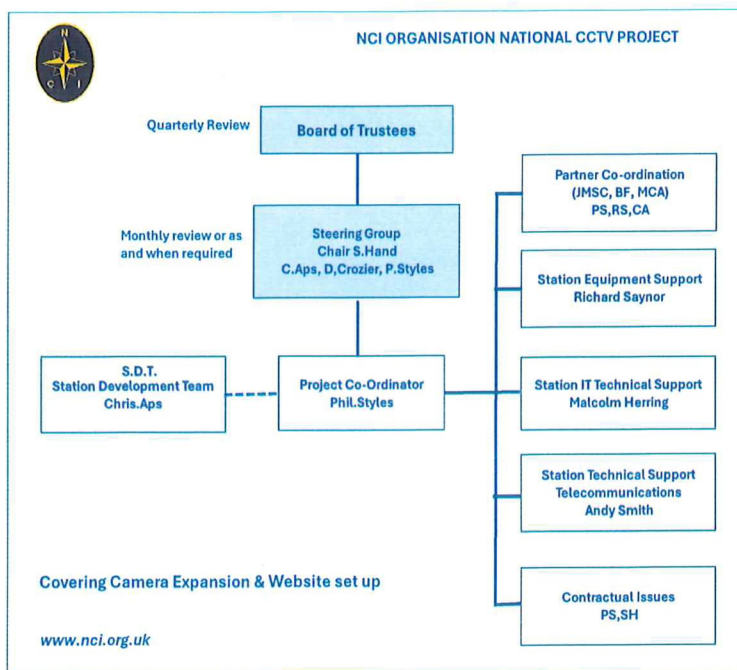 N
C I
NCI ORGANISATION NATIONAL CCTV PROJECT
Quarterly Review
Board of Trustees
Monthly review or as
and when required
Steering Group
Chair S.Hand
C.Aps, D,Crozier, P.Styles
Partner Co-ordination
(JMSC, BF, MCA)
PS,RS,CA
Station Equipment Support
Richard Saynor
S.D.T.
Station Development Team
Chris.Aps
Project Co-Ordinator
Phil.Styles
Station IT Technical Support
Malcolm Herring
Station Technical Support
Telecommunications
Andy Smith
Contractual Issues
PS,SH
Covering Camera Expansion & Website set up
www.nci.org.uk